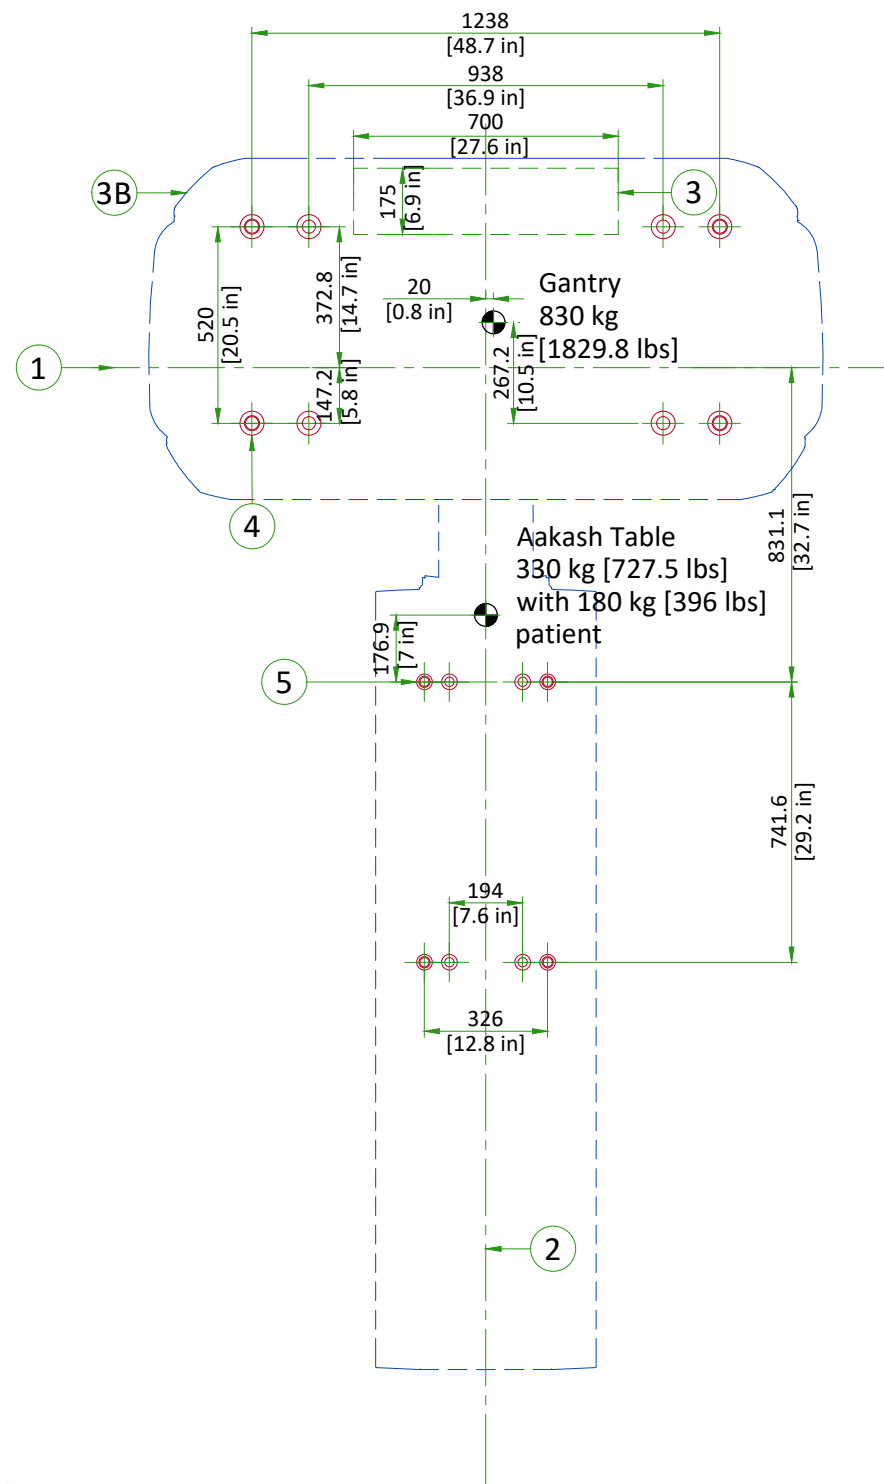 1238
[48.7 in]
938
[36.9 in]
700
[27.6 in]
3B
175
[6.9 in]
3
20
[0.8 in]
Gantry
830 kg
[1829.8 lbs]
520
[20.5 in]
372.8
[14.7 in]
1
147.2
[5.8 in]
267.2
[10.5 in]
4
831.1
[32.7 in]
Aakash Table
330 kg [727.5 lbs]
with 180 kg [396 lbs]
patient
176.9
[7 in]
5
741.6
[29.2 in]
194
[7.6 in]
326
[12.8 in]
2